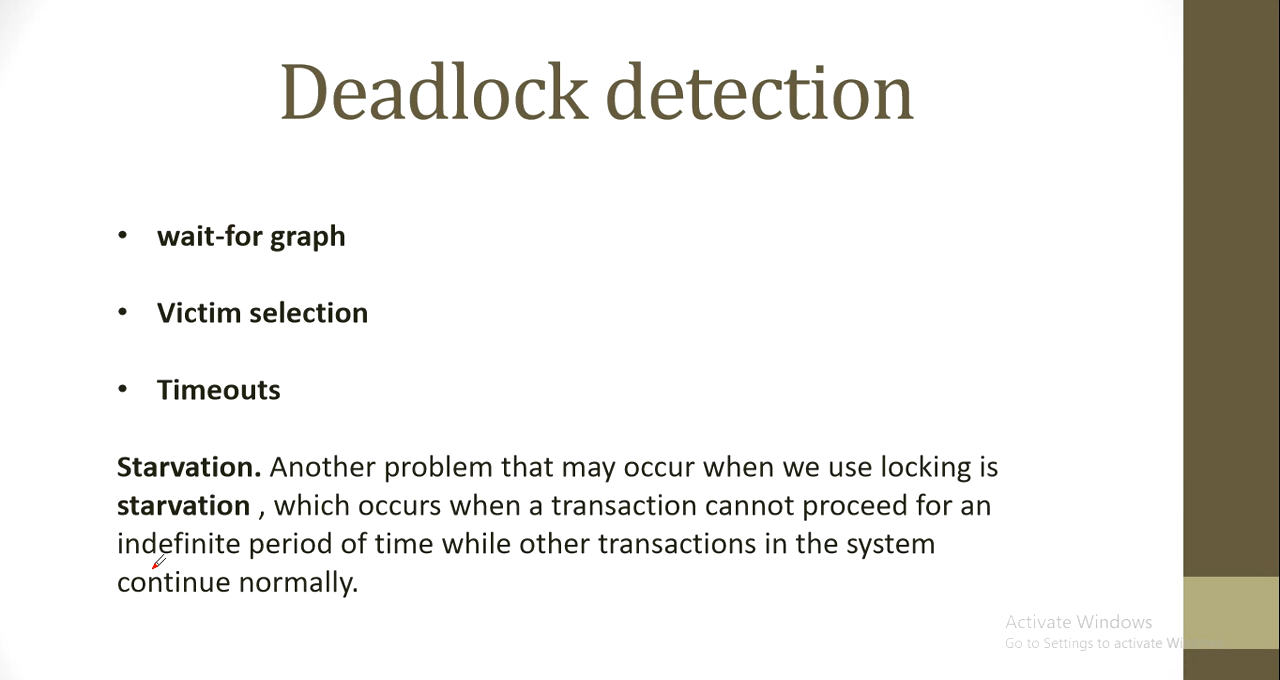 Deadlock detection
• wait-for graph
• Victim selection
• Timeouts
Starvation. Another problem that may occur when we use locking is
starvation , which occurs when a transaction cannot proceed for an
indefinite period of time while other transactions in the system
continue normally.
Activate Windows
Go to Settings to activate